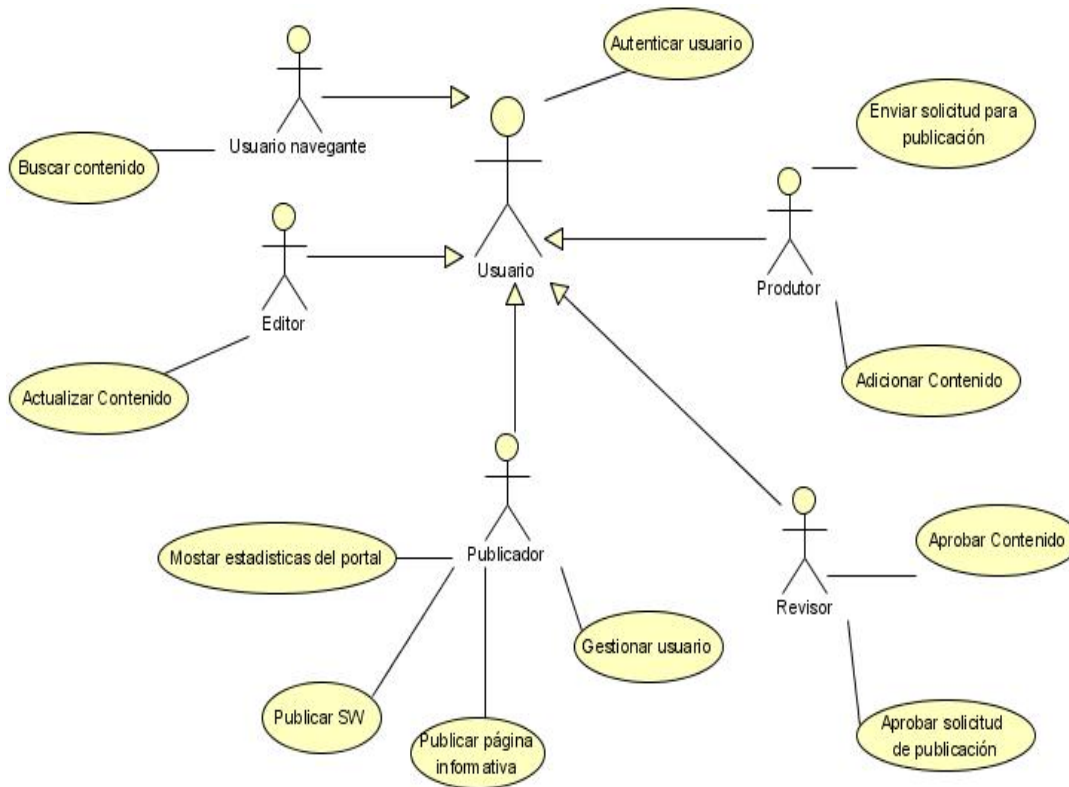 Autenticar usuario
Enviar solicitud para
publicación
Usuario navegante
Buscar contenido
Usuario
Produtor
Editor
Actualizar Contenido
Adicionar Contenido
Publicador
Mostar estadisticas del portal
Aprobar Contenido
Revisor
Gestionar usuario
Publicar SW
Publicar página
informativa
Aprobar solicitud
de publicación